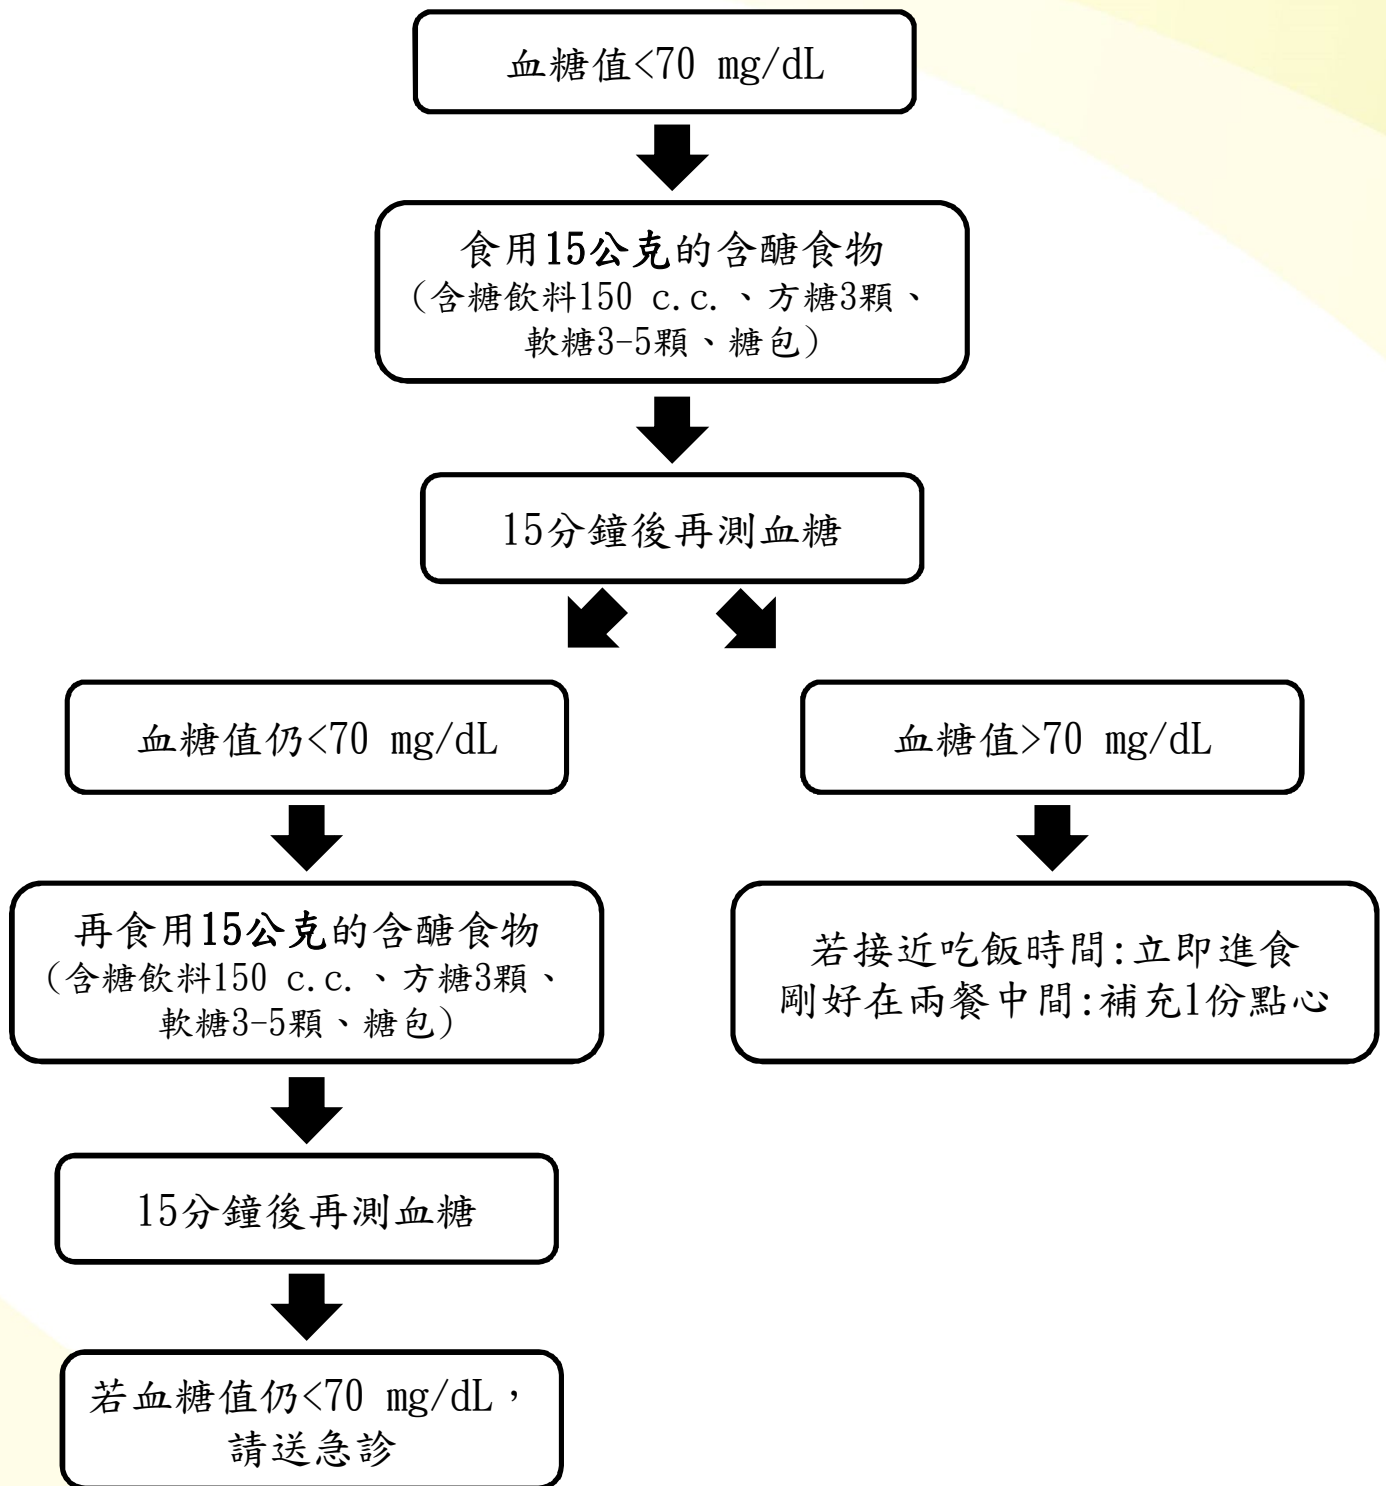 血糖值<70 mg/dL
食用15公克的含醣食物
(含糖飲料150 c.c.、方糖3顆、
軟糖3-5顆、糖包)
15分鐘後再測血糖
血糖值仍<70 mg/dL
再食用15公克的含醣食物
(含糖飲料150 c.c.、方糖3顆、
軟糖3-5顆、糖包)
15分鐘後再測血糖
若血糖值仍<70 mg/dL，
請送急診
血糖值>70 mg/dL
若接近吃飯時間:立即進食
剛好在兩餐中間:補充1份點心